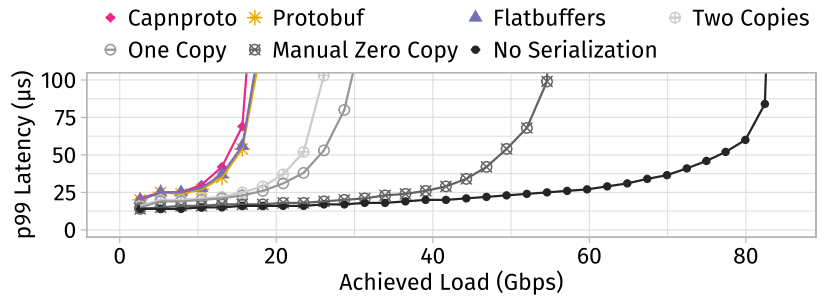 Capnproto Protobuf Flatbuffers Two Copies
One Copy Manual Zero Copy No Serialization
p99 Latency (μs)
100
75
50
25
0
0 20 40 60 80
Achieved Load (Gbps)